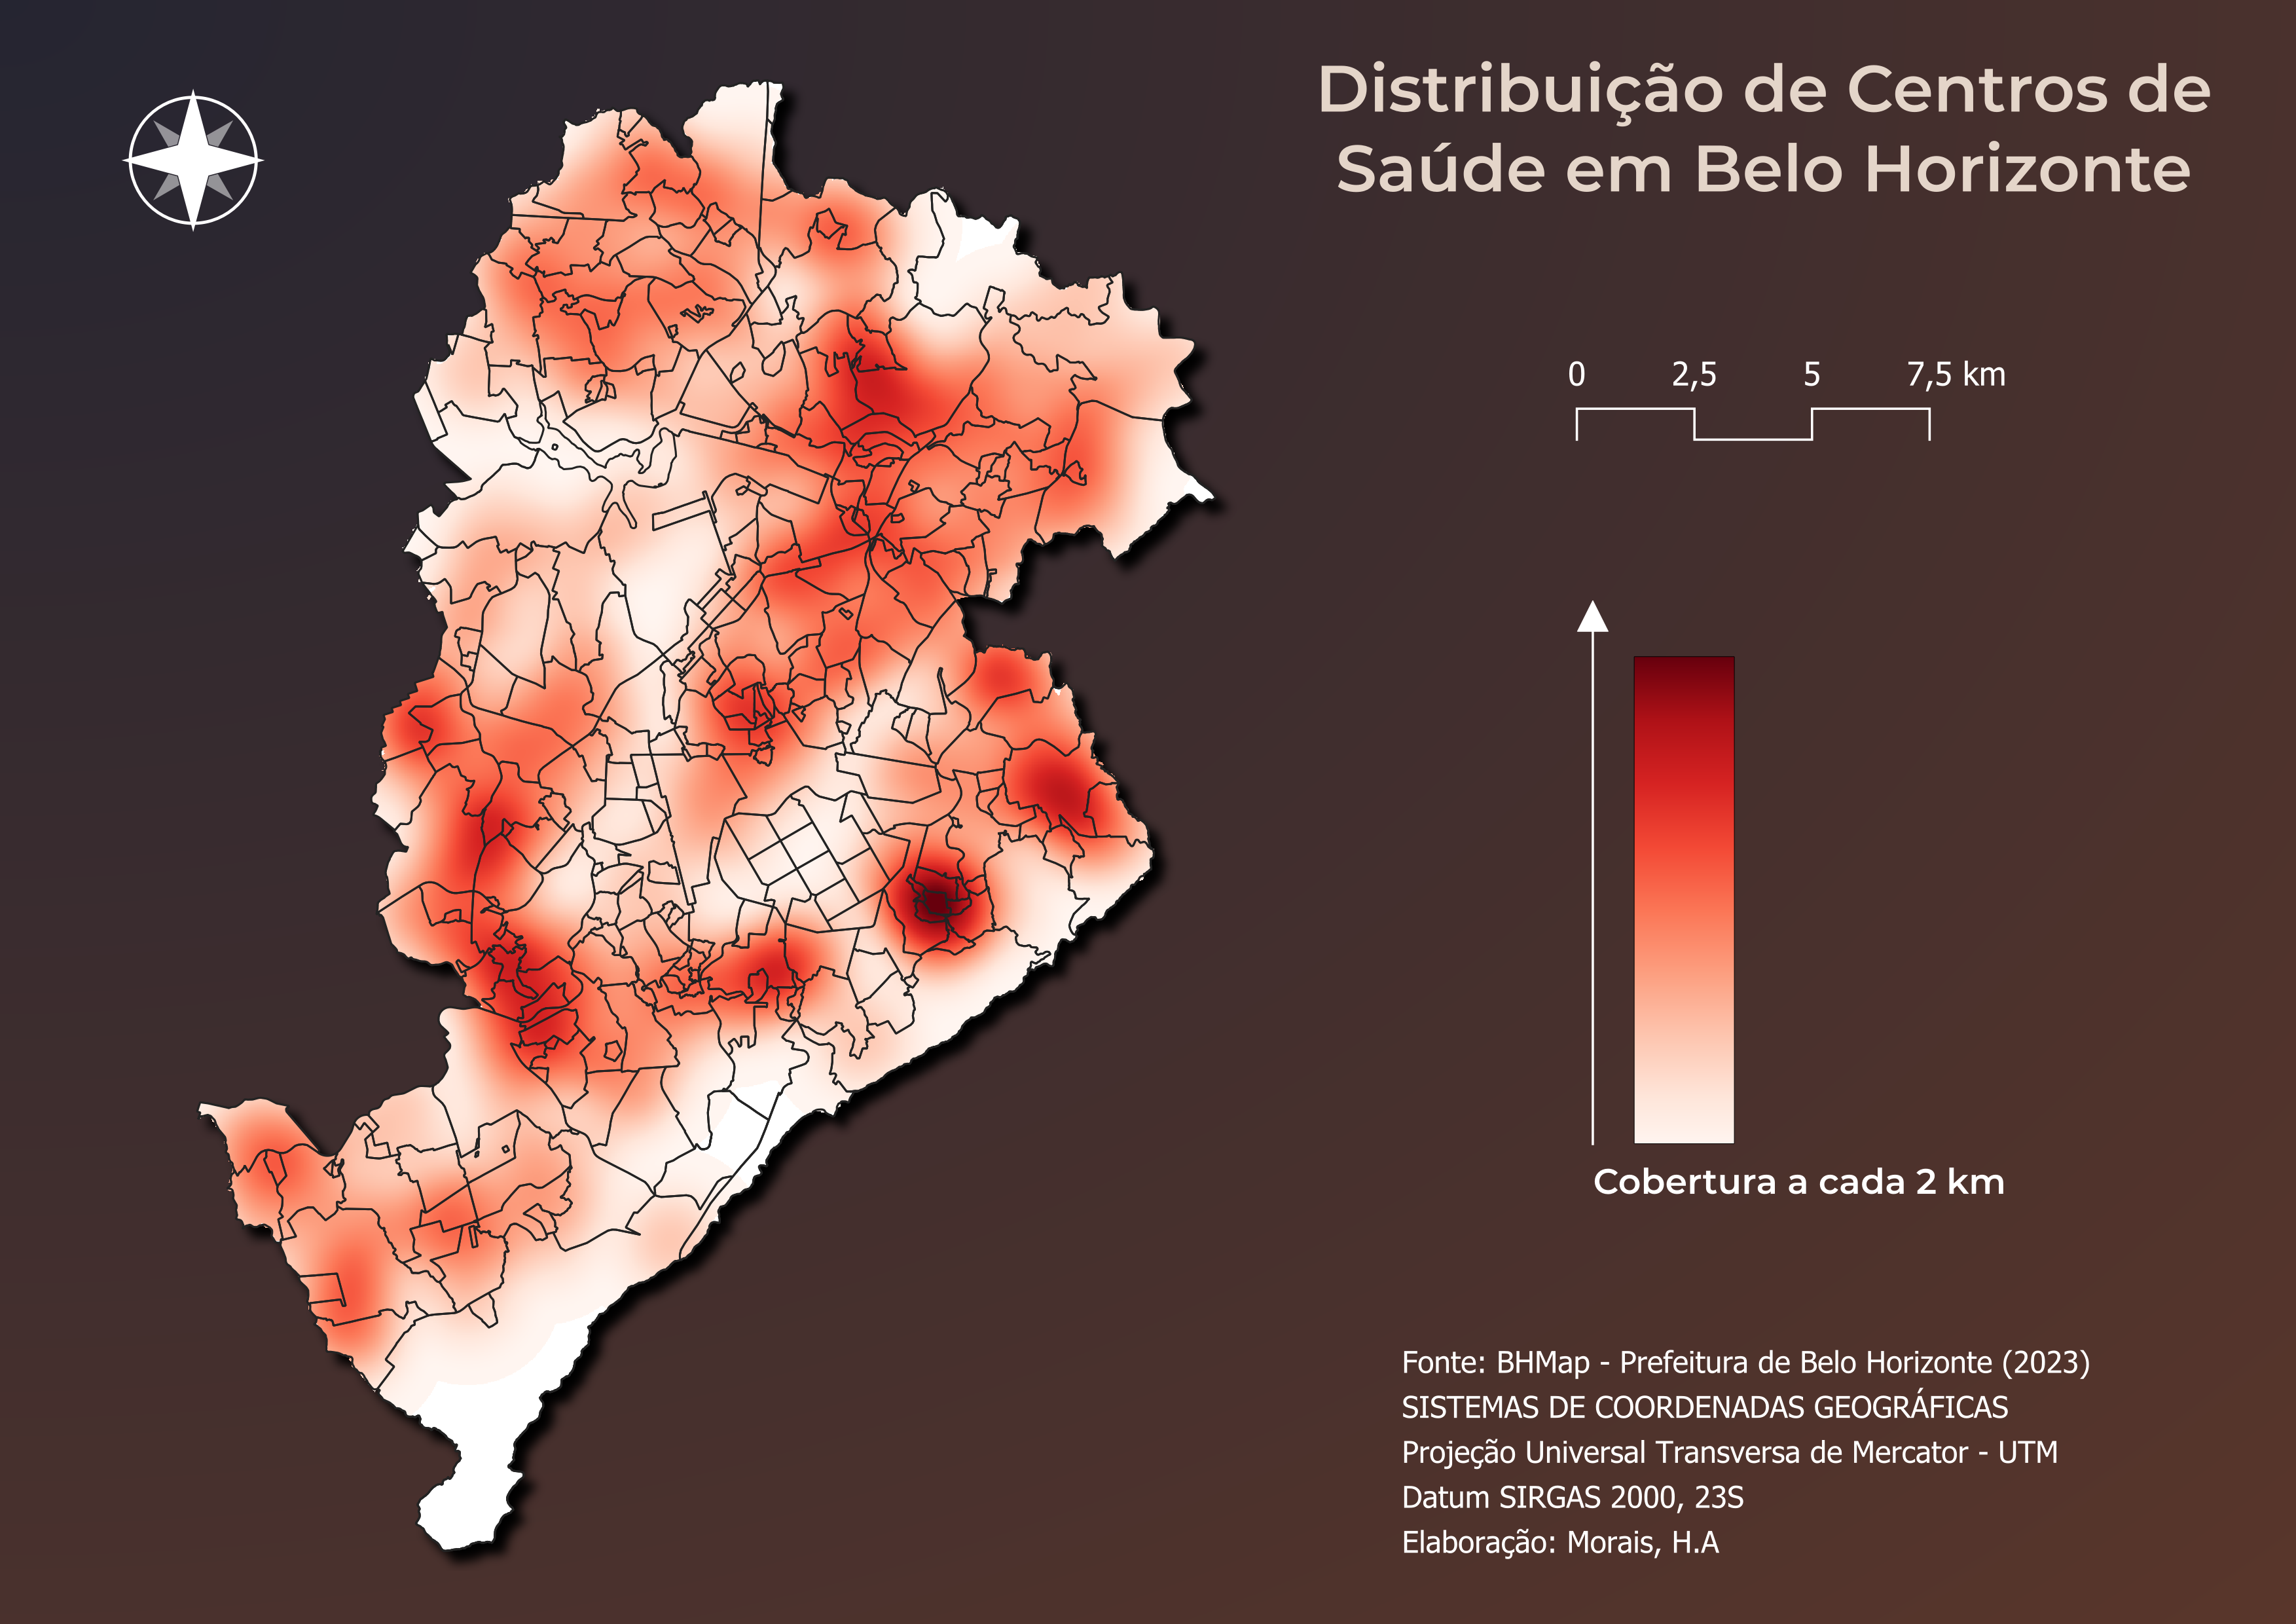 Distribuição de Centros de
Saúde em Belo Horizonte
0 2,5 5 7,5 km
Cobertura a cada 2 km
Fonte: BHMap - Prefeitura de Belo Horizonte (2023)
SISTEMAS DE COORDENADAS GEOGRÁFICAS
Projeção Universal Transversa de Mercator - UTM
Datum SIRGAS 2000, 23S
Elaboração: Morais, H.A